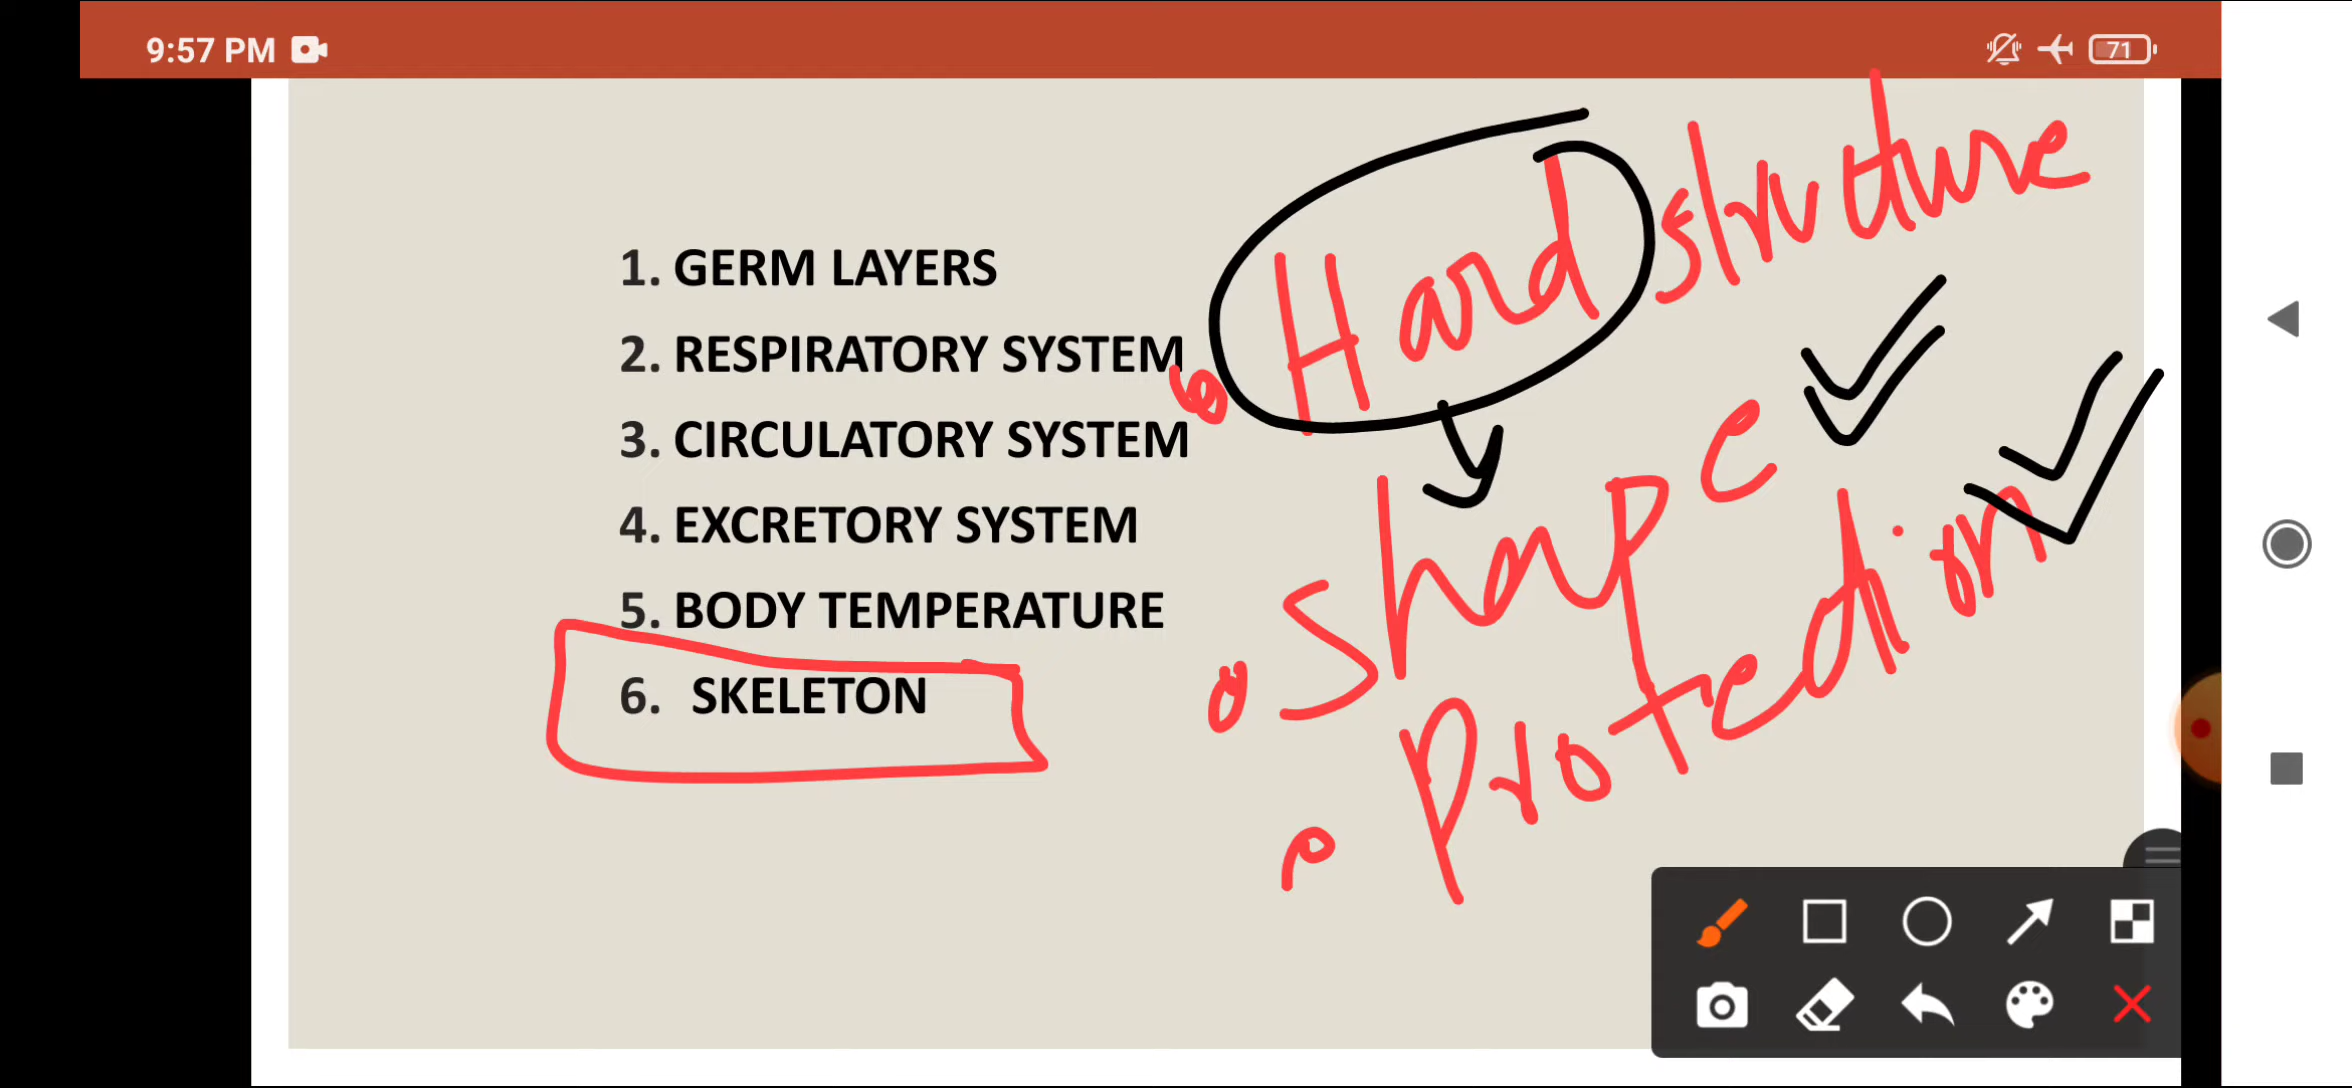 9:57 PM 71
1. GERM LAYERS
2. RESPIRATORY SYSTEM
3. CIRCULATORY SYSTEM
4. EXCRETORY SYSTEM
5. BODY TEMPERATURE
6. SKELETON
Hard structure
Shape
Protection